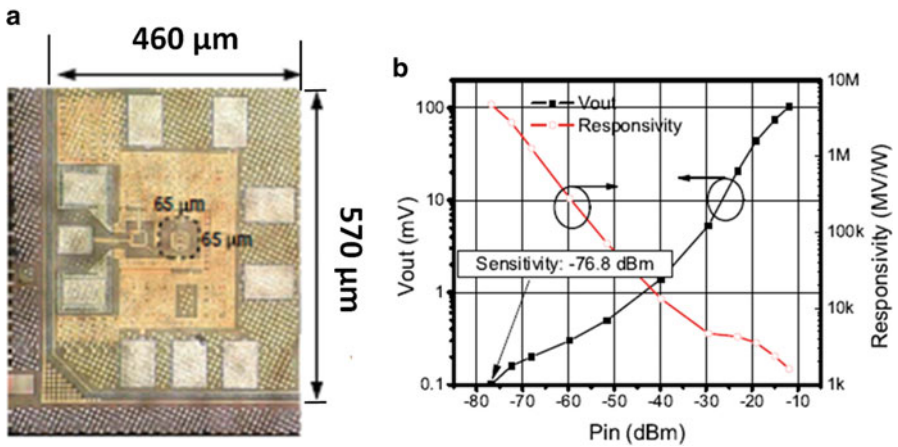 a
460 μm
65 μm
65 μm
570 μm
b
Vout
Responsivity
Sensitivity: -76.8 dBm
100
10
1
0.1
Vout (mV)
10M
1M
100k
10k
1k
Responsivity (MV/W)
-80 -70 -60 -50 -40 -30 -20 -10
Pin (dBm)